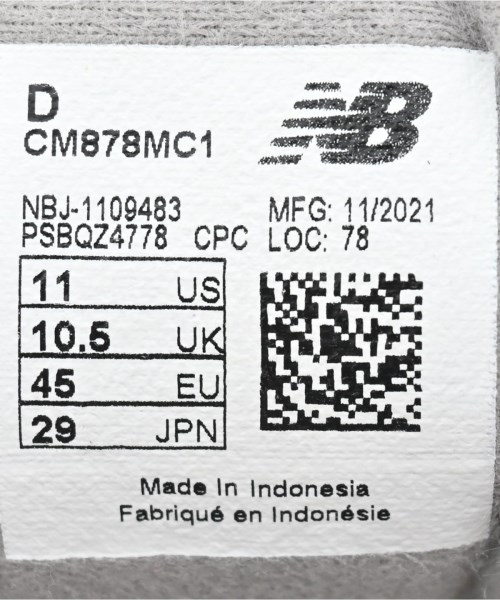 D
CM878MC1
NB
NBJ-1109483 MFG: 11/2021
PSBQZ4778 CPC LOC: 78
11 US
10.5 UK
45 EU
29 JPN
Made In Indonesia
Fabriqué en Indonésie